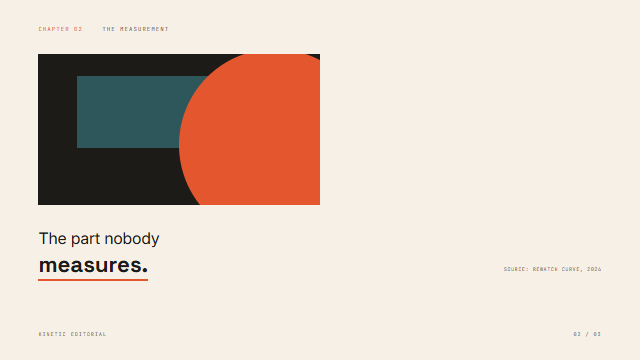 CHAPTER 02 THE MEASUREMENT
The part nobody
measures.
SOURCE: REWATCH CURVE, 2026
KINETIC EDITORIAL
02 / 03